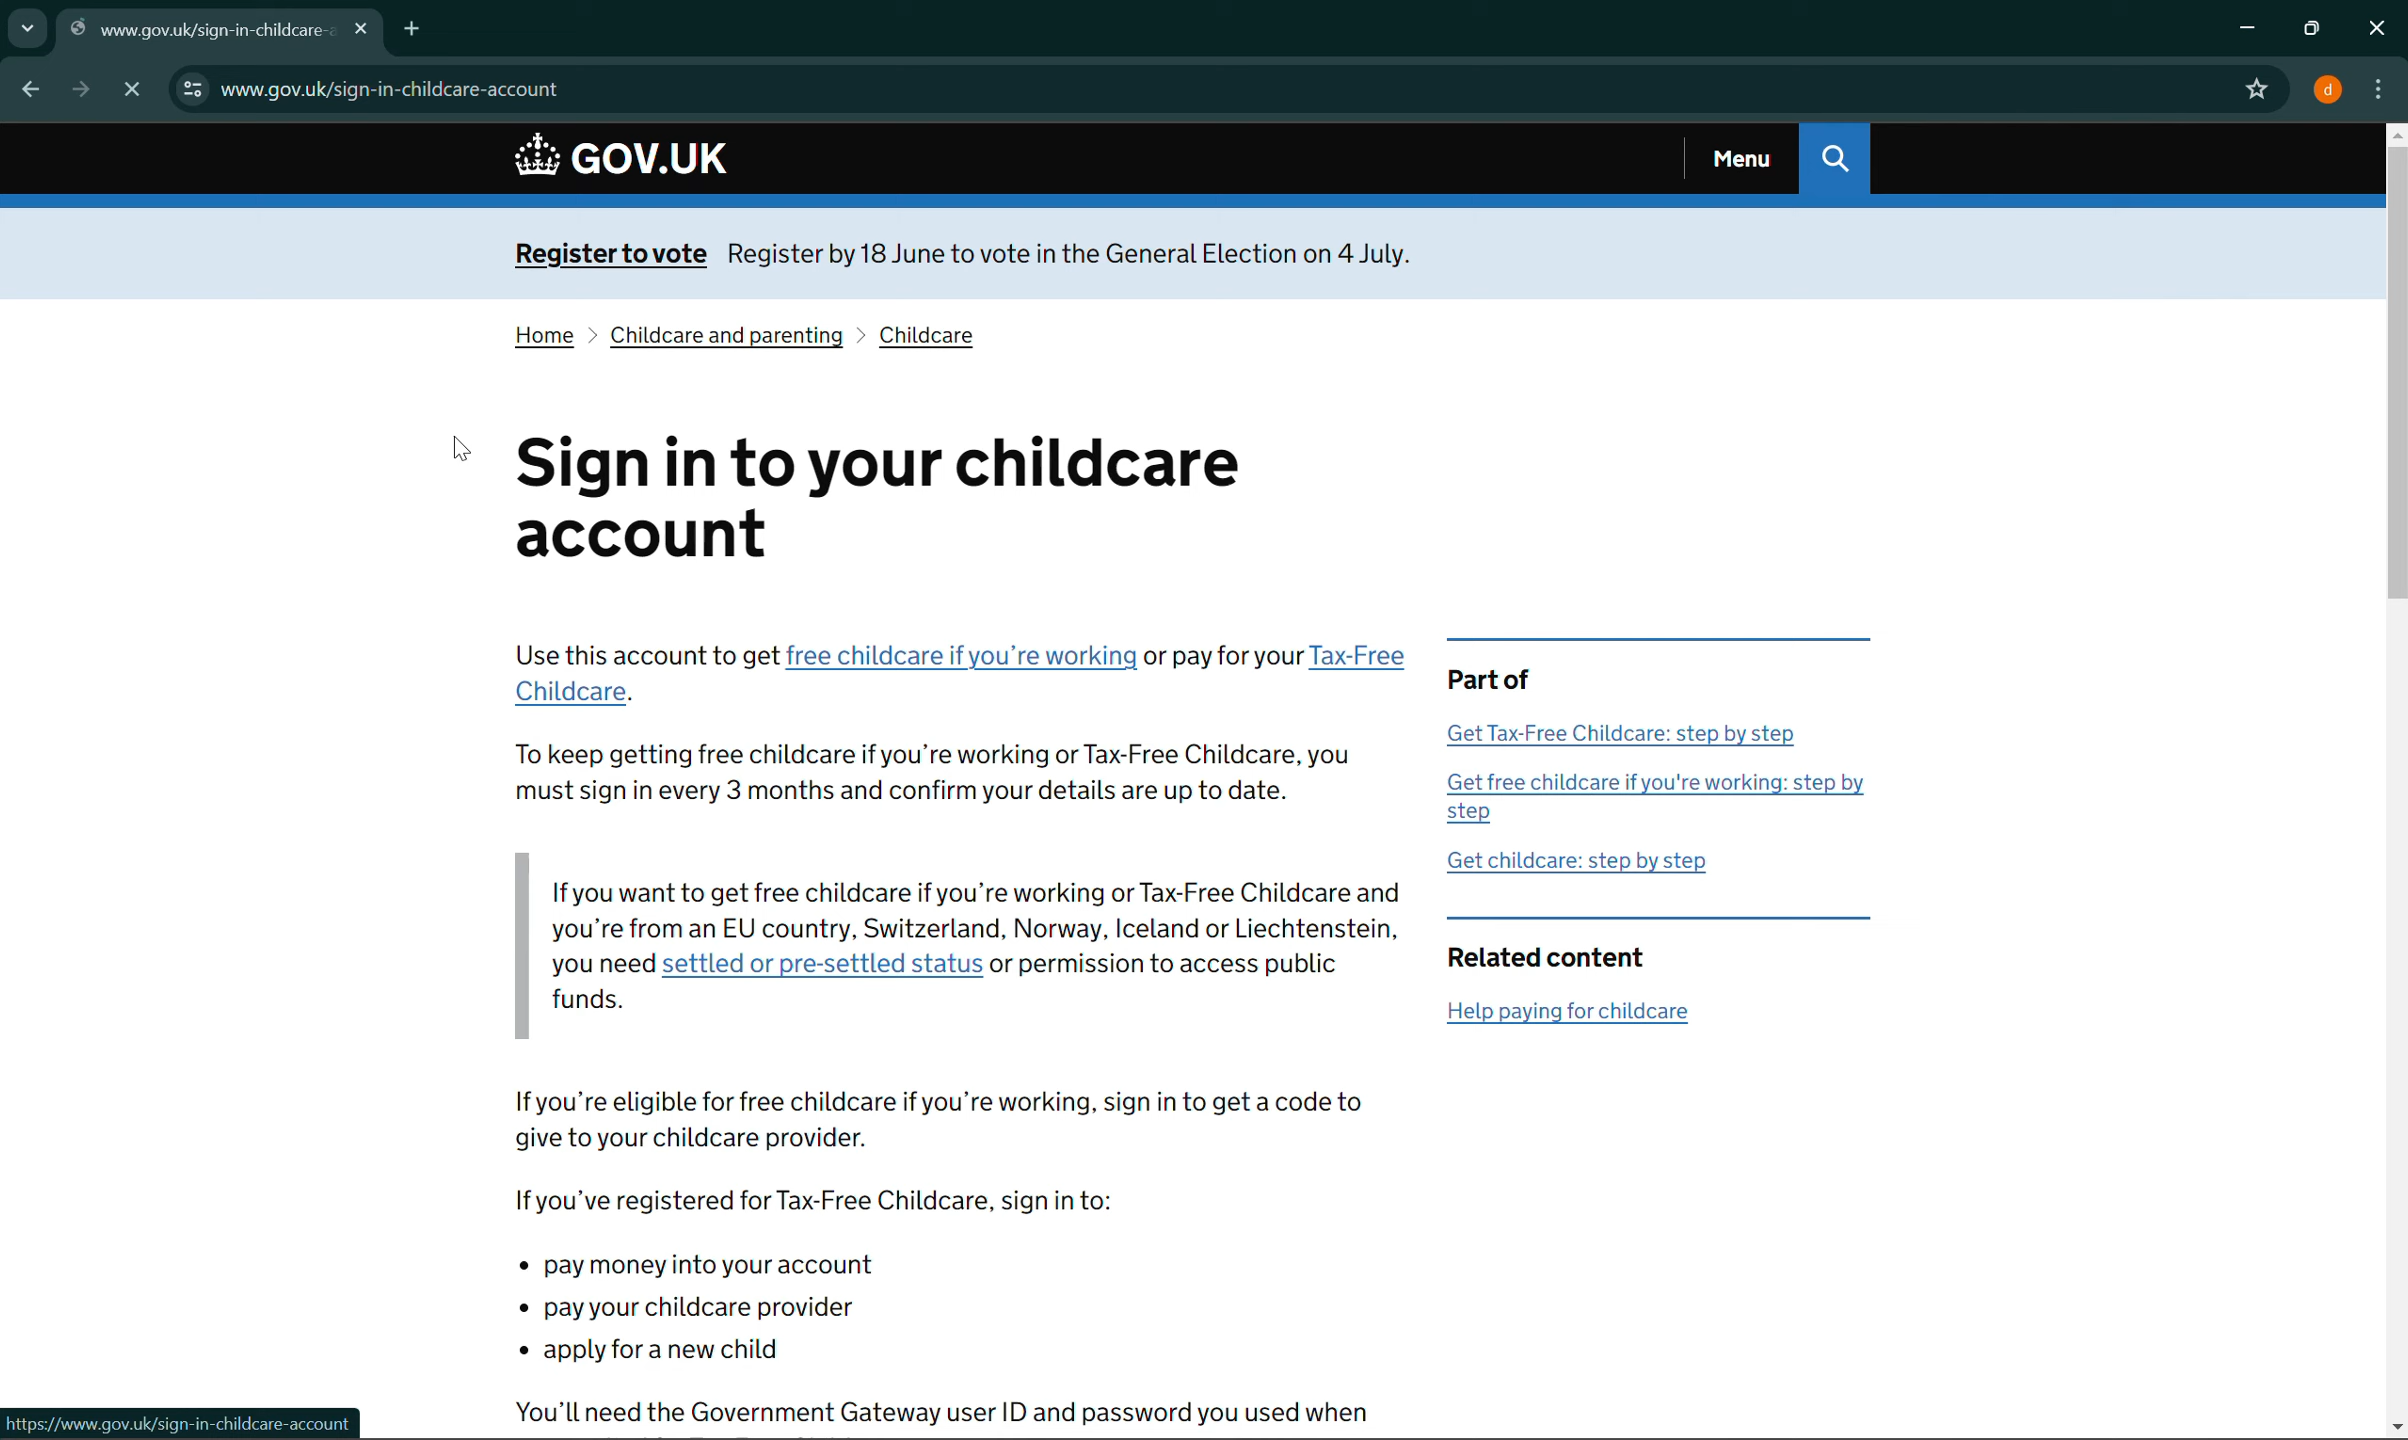 www.gov.uk/sign-in-childcare-a
www.gov.uk/sign-in-childcare-account
d
GOV.UK
Menu
Register to vote Register by 18 June to vote in the General Election on 4 July.
Home > Childcare and parenting > Childcare
Sign in to your childcare
account
Use this account to get free childcare if you're working or pay for your Tax-Free
Childcare.
To keep getting free childcare if you're working or Tax-Free Childcare, you
must sign in every 3 months and confirm your details are up to date.
If you want to get free childcare if you're working or Tax-Free Childcare and
you're from an EU country, Switzerland, Norway, Iceland or Liechtenstein,
you need settled or pre-settled status or permission to access public
funds.
If you're eligible for free childcare if you're working, sign in to get a code to
give to your childcare provider.
If you've registered for Tax-Free Childcare, sign in to:
• pay money into your account
• pay your childcare provider
• apply for a new child
You'll need the Government Gateway user ID and password you used when
Part of
Get Tax-Free Childcare: step by step
Get free childcare if you're working: step by
step
Get childcare: step by step
Related content
Help paying for childcare
https://www.gov.uk/sign-in-childcare-account